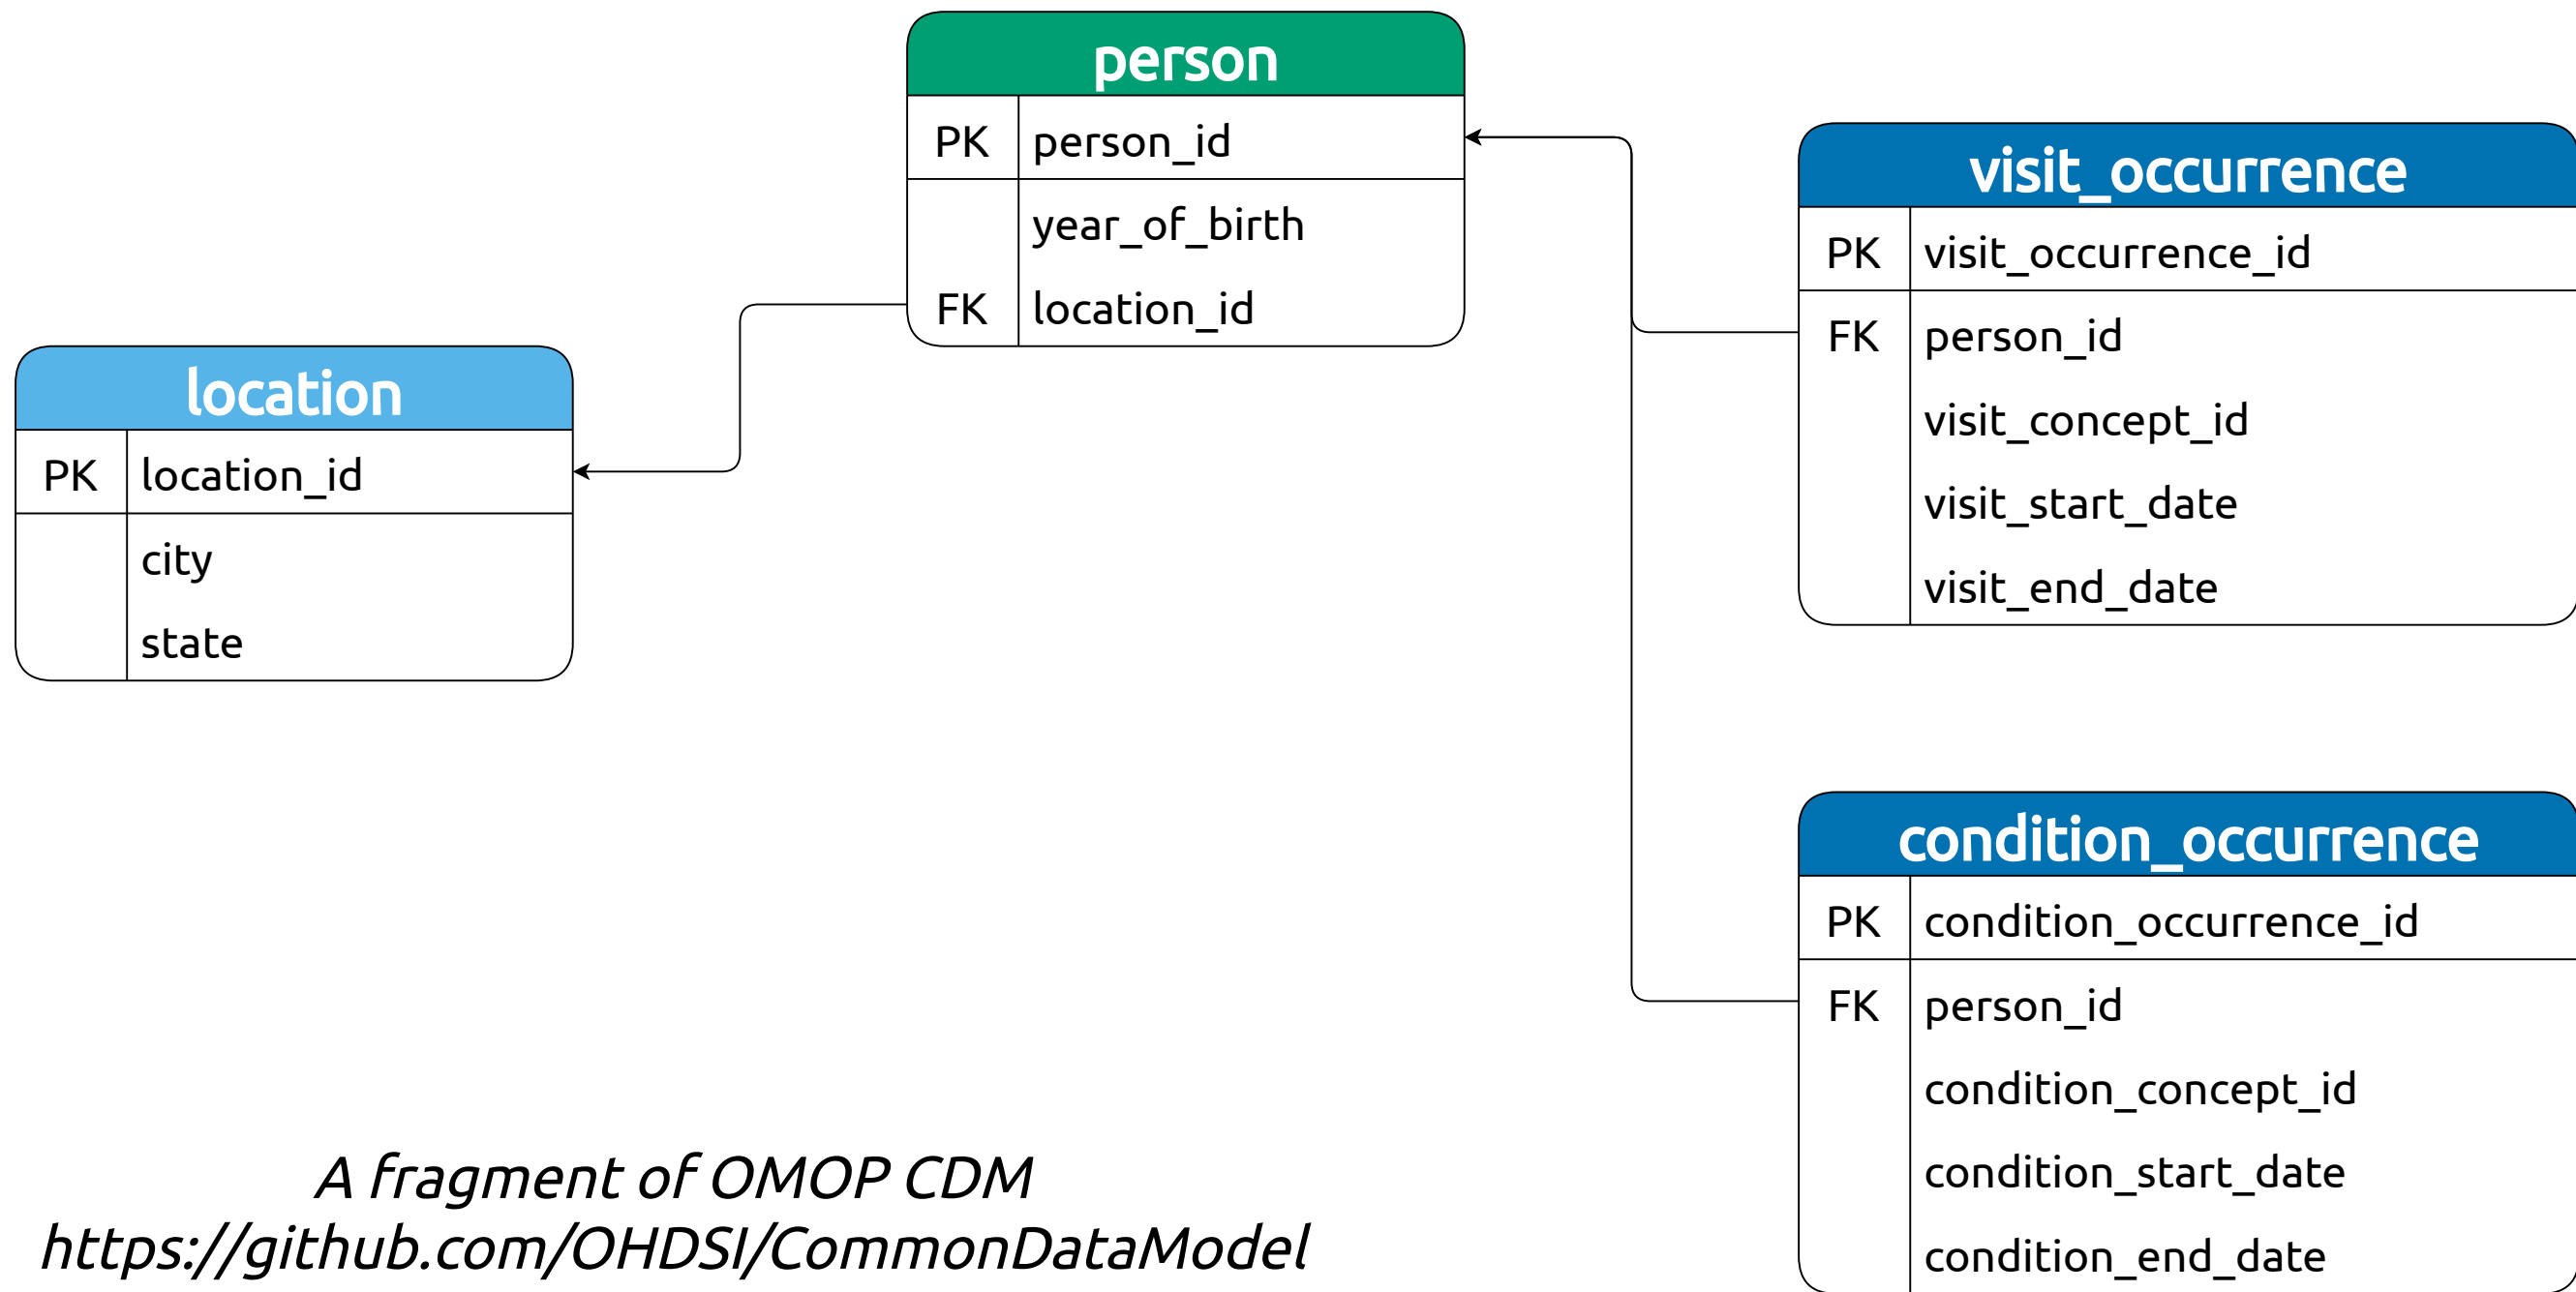 person
PK person_id
year_of_birth
FK location_id
location
PK location_id
city
state
visit_occurrence
PK visit_occurrence_id
FK person_id
visit_concept_id
visit_start_date
visit_end_date
condition_occurrence
PK condition_occurrence_id
FK person_id
condition_concept_id
condition_start_date
condition_end_date
A fragment of OMOP CDM
https://github.com/OHDSI/CommonDataModel